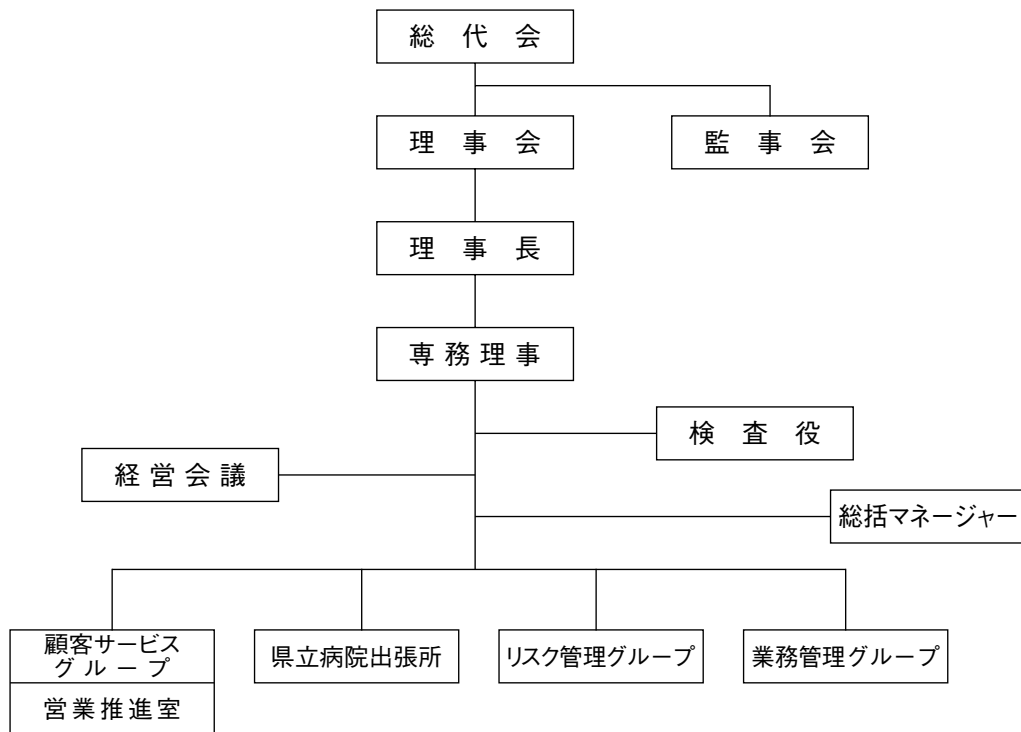 総代会
理事会
監事会
理事長
専務理事
検査役
経営会議
総括マネージャー
顧客サービス
グループ
営業推進室
県立病院出張所
リスク管理グループ
業務管理グループ